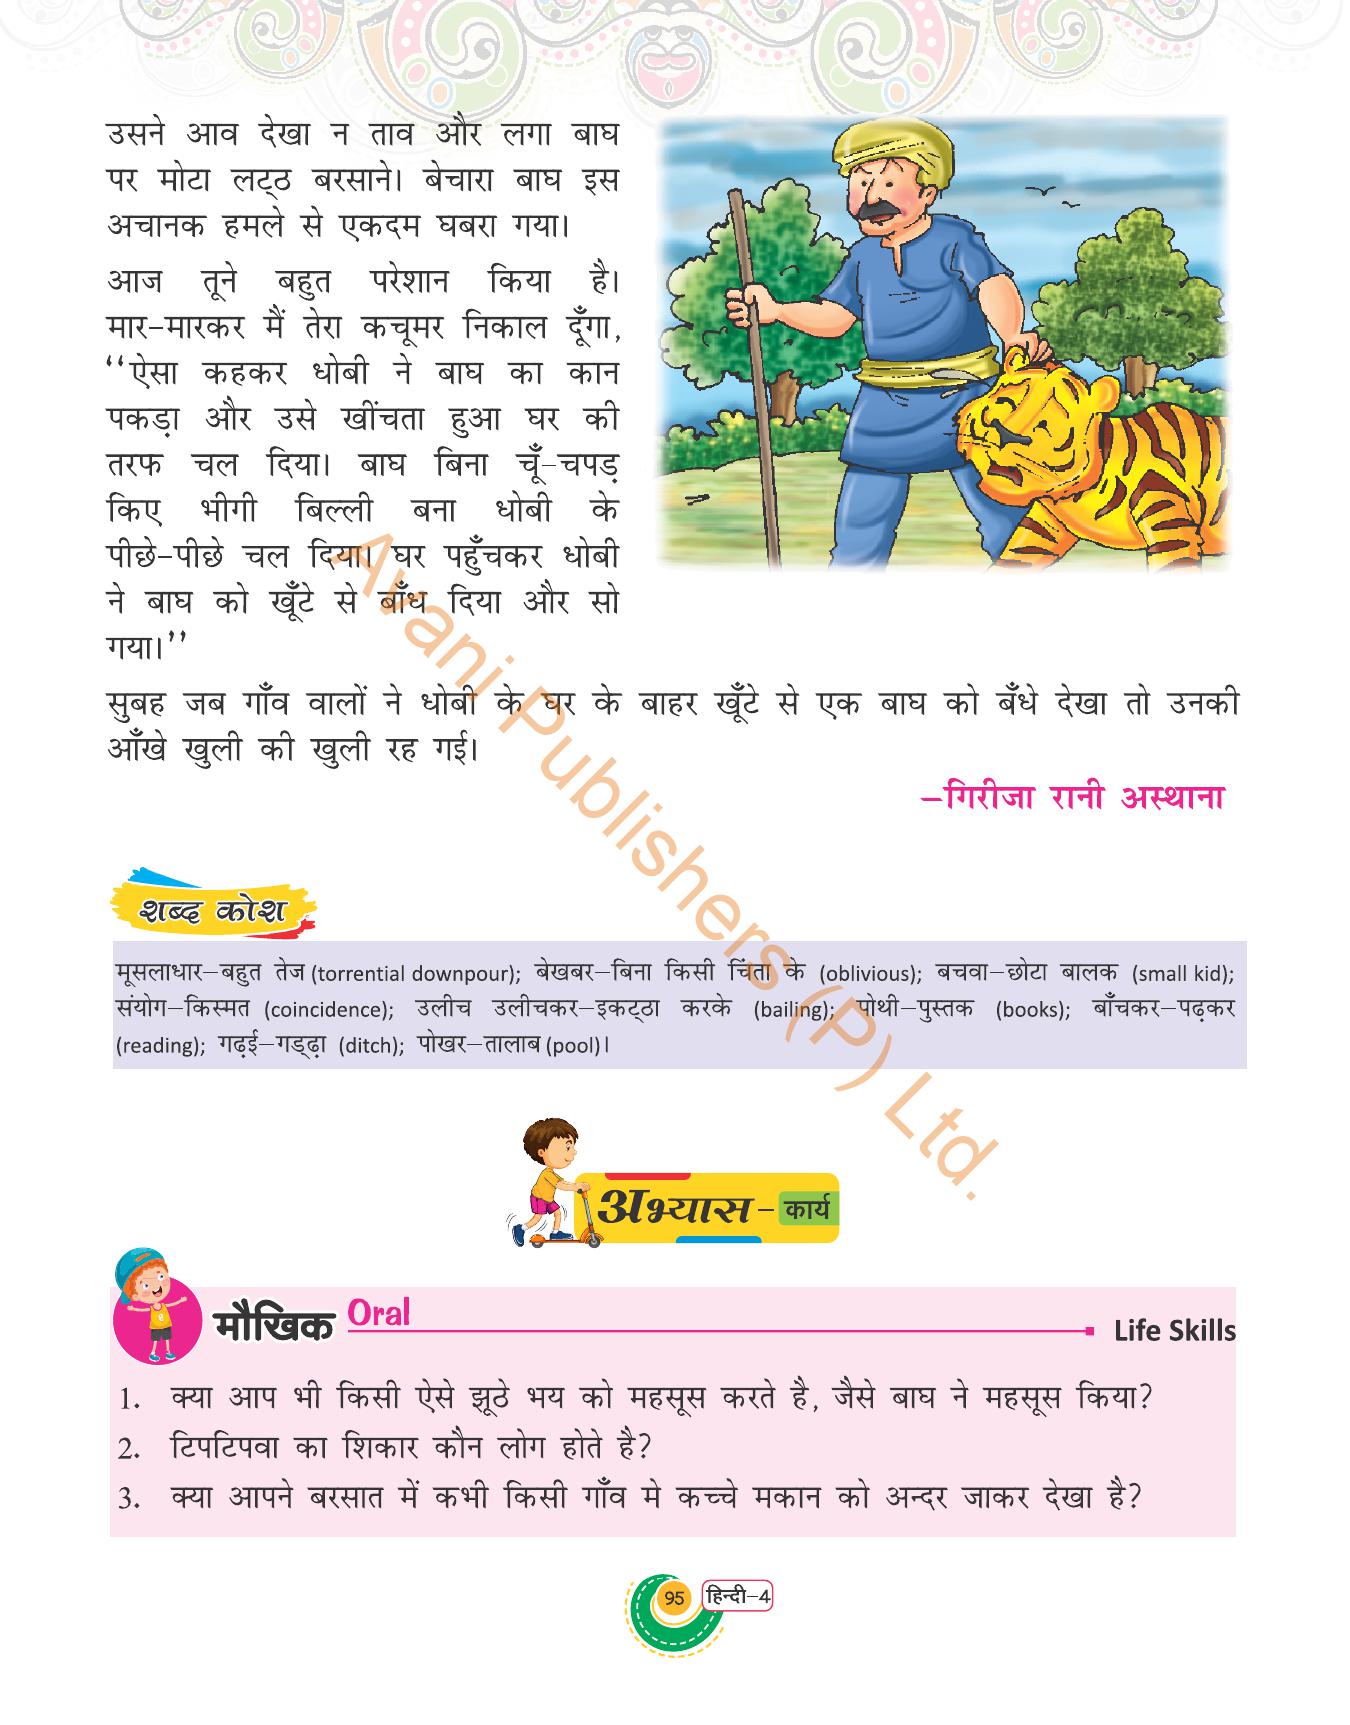 उसने आव देखा न ताव और लगा बाघ
पर मोटा लट्ठ बरसाने। बेचारा बाघ इस
अचानक हमले से एकदम घबरा गया।
आज तूने बहुत परेशान किया है।
मार-मारकर मैं तेरा कचूमर निकाल दूँगा,
‘‘ऐसा कहकर धोबी ने बाघ का कान
पकड़ा और उसे खींचता हुआ घर की
तरफ चल दिया। बाघ बिना चूँ-चपड़
किए भीगी बिल्ली बना धोबी के
पीछे-पीछे चल दिया। घर पहुँचकर धोबी
ने बाघ को खूँटे से बाँध दिया और सो
गया।’’
सुबह जब गाँव वालों ने धोबी के घर के बाहर खूँटे से एक बाघ को बँधे देखा तो उनकी
आँखे खुली की खुली रह गई।
–गिरीजा रानी अस्थाना
Avani Publishers (P) Ltd.
शब्द कोश
मूसलाधार–बहुत तेज (torrential downpour); बेखबर–बिना किसी चिंता के (oblivious); बचवा–छोटा बालक (small kid);
संयोग–किस्मत (coincidence); उलीच उलीचकर–इकट्ठा करके (bailing); पोथी–पुस्तक (books); बाँचकर–पढ़कर
(reading); गढ़ई–गड्ढ़ा (ditch); पोखर–तालाब (pool)।
अभ्यास - कार्य
मौखिक Oral Life Skills
1. क्या आप भी किसी ऐसे झूठे भय को महसूस करते है, जैसे बाघ ने महसूस किया?
2. टिपटिपवा का शिकार कौन लोग होते है?
3. क्या आपने बरसात में कभी किसी गाँव मे कच्चे मकान को अन्दर जाकर देखा है?
95 हिन्दी–4